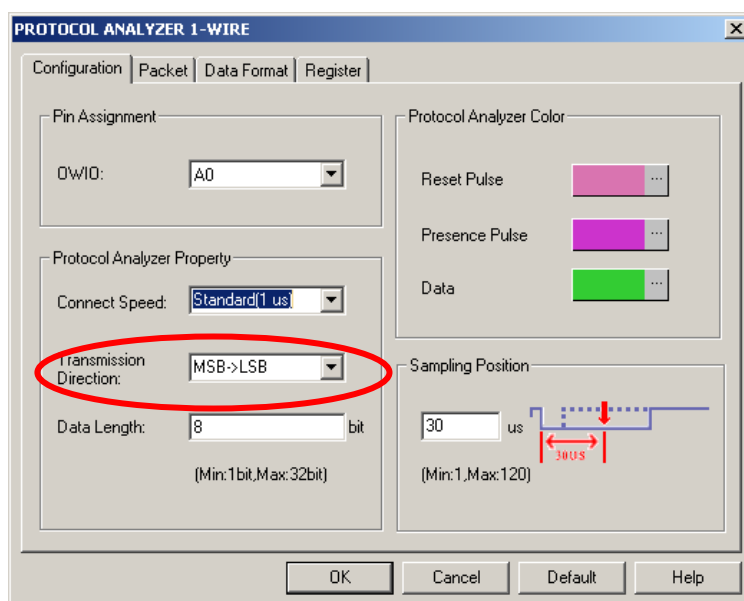 PROTOCOL ANALYZER 1-WIRE
Configuration
Packet
Data Format
Register
Pin Assignment
OWIO:
A0
Protocol Analyzer Property
Connect Speed:
Standard(1 us)
Transmission
Direction:
MSB->LSB
Data Length:
8
bit
(Min:1bit,Max:32bit)
Protocol Analyzer Color
Reset Pulse
...
Presence Pulse
...
Data
...
Sampling Position
30
us
30US
(Min:1,Max:120)
OK
Cancel
Default
Help